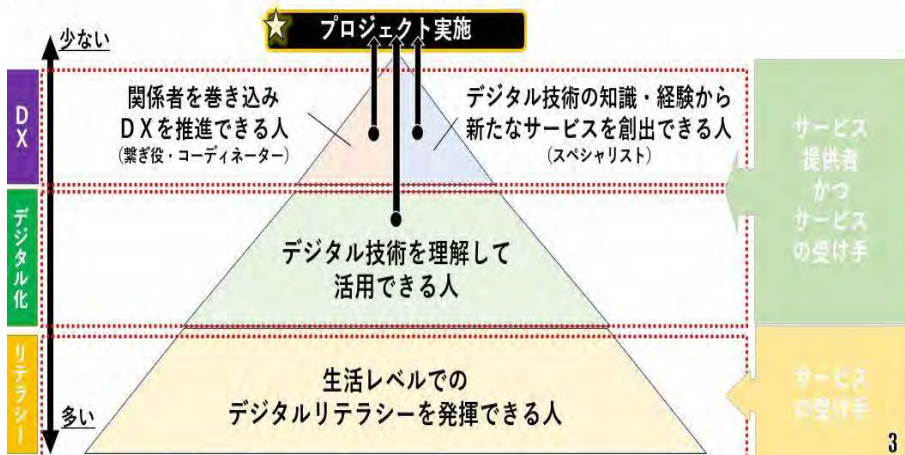 プロジェクト実施
少ない
DX
関係者を巻き込み
DXを推進できる人
(繋ぎ役・コーディネーター)
デジタル技術の知識・経験から
新たなサービスを創出できる人
(スペシャリスト)
サービス
提供者
かつ
サービス
の受け手
デジタル化
デジタル技術を理解して
活用できる人
リテラシー
多い
生活レベルでの
デジタルリテラシーを発揮できる人
サービス
の受け手
3